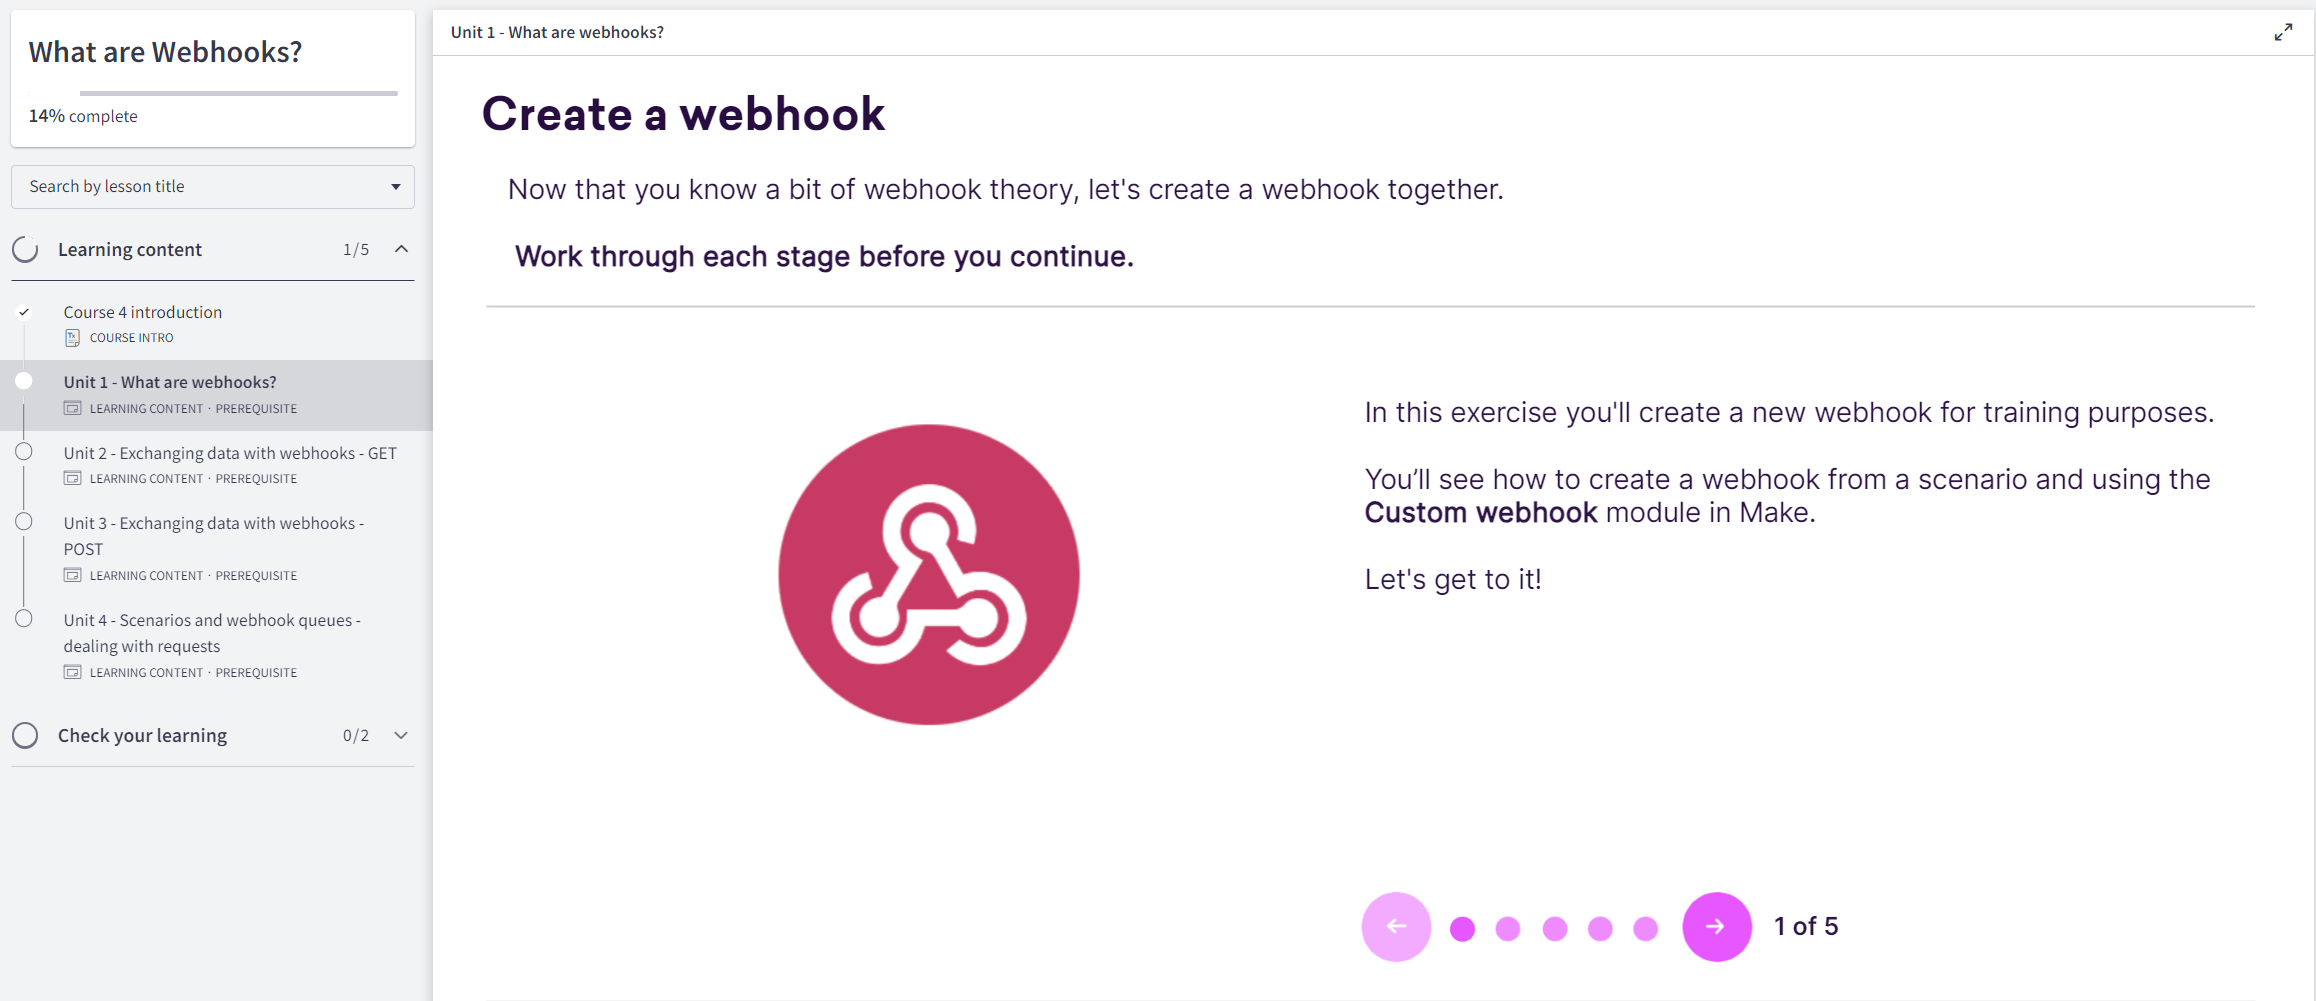 What are Webhooks?
14% complete
Search by lesson title
Learning content 1/5
Course 4 introduction
COURSE INTRO
Unit 1 - What are webhooks?
LEARNING CONTENT · PREREQUISITE
Unit 2 - Exchanging data with webhooks - GET
LEARNING CONTENT · PREREQUISITE
Unit 3 - Exchanging data with webhooks -
POST
LEARNING CONTENT · PREREQUISITE
Unit 4 - Scenarios and webhook queues -
dealing with requests
LEARNING CONTENT · PREREQUISITE
Check your learning 0/2
Unit 1 - What are webhooks?
Create a webhook
Now that you know a bit of webhook theory, let's create a webhook together.
Work through each stage before you continue.
In this exercise you'll create a new webhook for training purposes.
You’ll see how to create a webhook from a scenario and using the
Custom webhook module in Make.
Let's get to it!
1 of 5